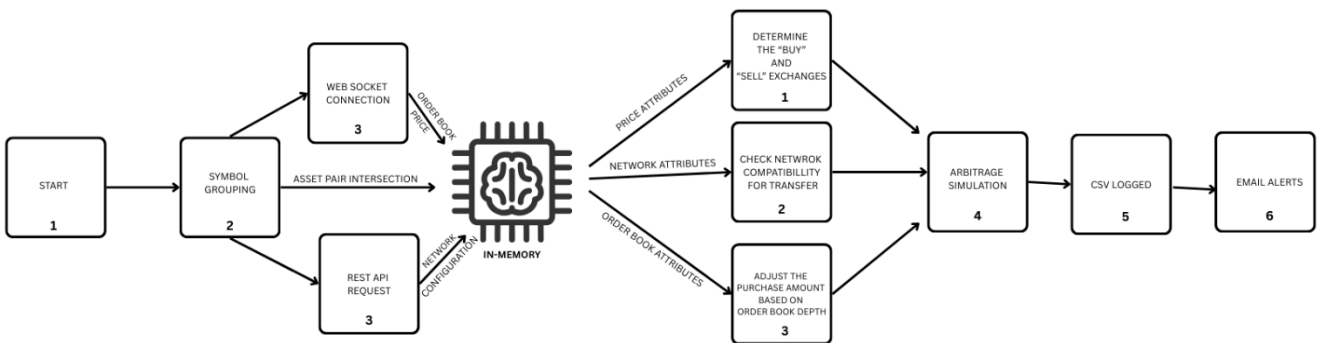 START
1
SYMBOL
GROUPING
2
WEB SOCKET
CONNECTION
3
ORDER BOOK
PRICE
ASSET PAIR INTERSECTION
REST API
REQUEST
3
NETWORK
CONFIGURATION
IN-MEMORY
PRICE ATTRIBUTES
NETWORK ATTRIBUTES
ORDER BOOK ATTRIBUTES
DETERMINE
THE “BUY”
AND
“SELL” EXCHANGES
1
CHECK NETWROK
COMPATIBILLITY
FOR TRANSFER
2
ADJUST THE
PURCHASE AMOUNT
BASED ON
ORDER BOOK DEPTH
3
ARBITRAGE
SIMULATION
4
CSV LOGGED
5
EMAIL ALERTS
6